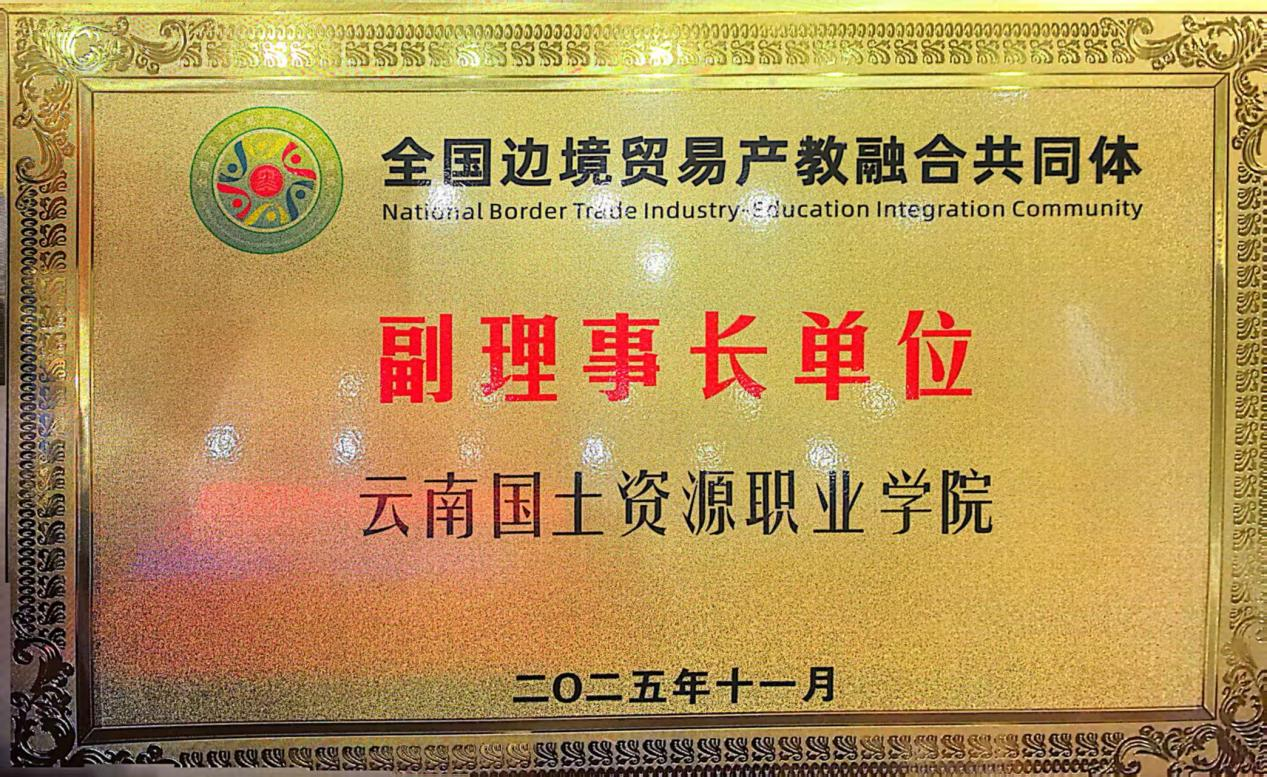 全国边境贸易产教融合共同体
National Border Trade Industry-Education Integration Community
副理事长单位
云南国土资源职业学院
二〇二五年十一月